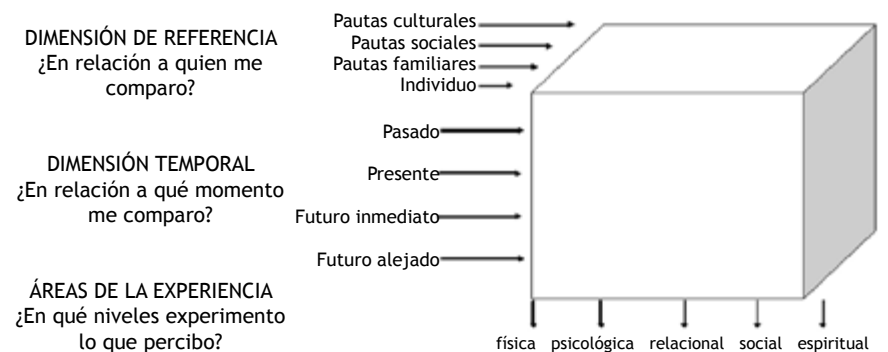 DIMENSIÓN DE REFERENCIA
¿En relación a quien me
comparo?
Pautas culturales
Pautas sociales
Pautas familiares
Individuo
DIMENSIÓN TEMPORAL
¿En relación a qué momento
me comparo?
Pasado
Presente
Futuro inmediato
Futuro alejado
ÁREAS DE LA EXPERIENCIA
¿En qué niveles experimento
lo que percibo?
física psicológica relacional social espiritual